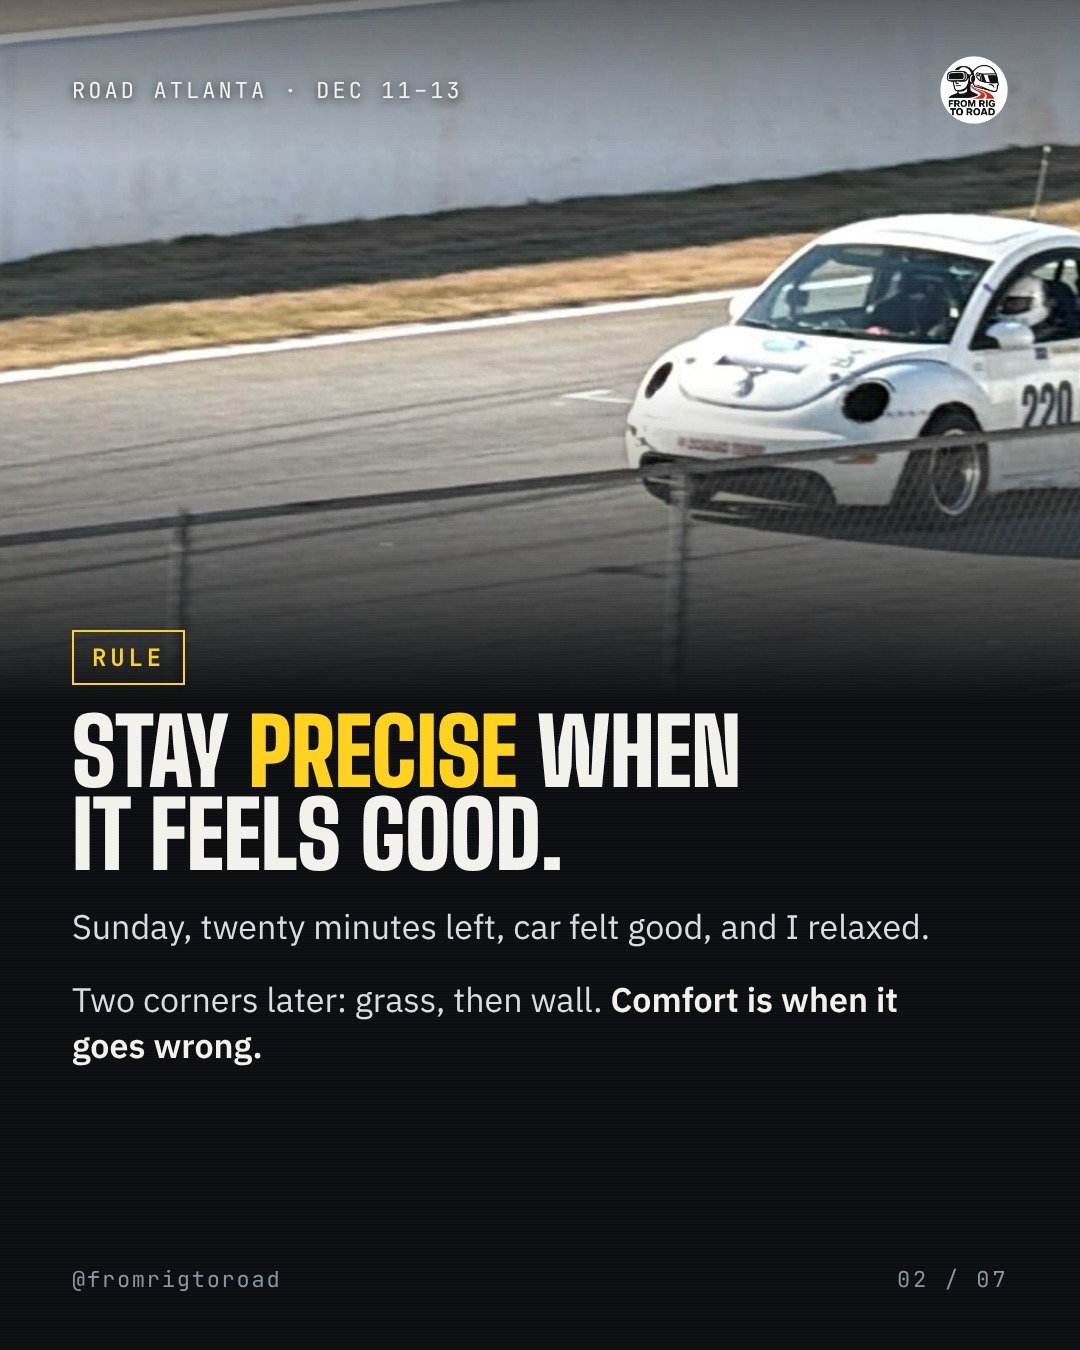 ROAD ATLANTA · DEC 11–13
FROM RIG
TO ROAD
220
RULE
STAY PRECISE WHEN
IT FEELS GOOD.
Sunday, twenty minutes left, car felt good, and I relaxed.
Two corners later: grass, then wall. Comfort is when it
goes wrong.
@fromrigtoroad
02 / 07